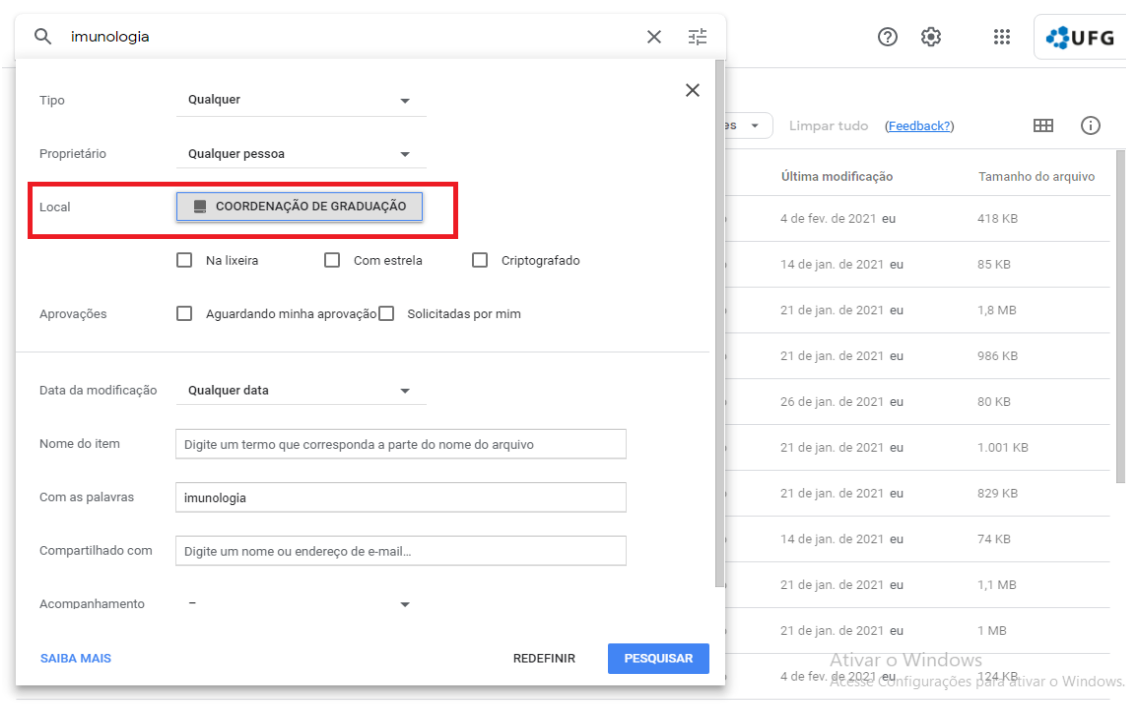 imunologia
UFG
Tipo Qualquer
es Limpar tudo (Feedback?)
Proprietário Qualquer pessoa
Última modificação Tamanho do arquivo
Local COORDENAÇÃO DE GRADUAÇÃO
4 de fev. de 2021 eu 418 KB
Na lixeira Com estrela Criptografado
14 de jan. de 2021 eu 85 KB
Aprovações Aguardando minha aprovação Solicitadas por mim
21 de jan. de 2021 eu 1,8 MB
21 de jan. de 2021 eu 986 KB
Data da modificação Qualquer data
26 de jan. de 2021 eu 80 KB
Nome do item Digite um termo que corresponda a parte do nome do arquivo
21 de jan. de 2021 eu 1.001 KB
Com as palavras imunologia
21 de jan. de 2021 eu 829 KB
Compartilhado com Digite um nome ou endereço de e-mail...
14 de jan. de 2021 eu 74 KB
Acompanhamento –
21 de jan. de 2021 eu 1,1 MB
21 de jan. de 2021 eu 1 MB
SAIBA MAIS REDEFINIR PESQUISAR
Ativar o Windows
4 de fev. de 2021 eu 124 KB
Acesse Configurações para ativar o Windows.